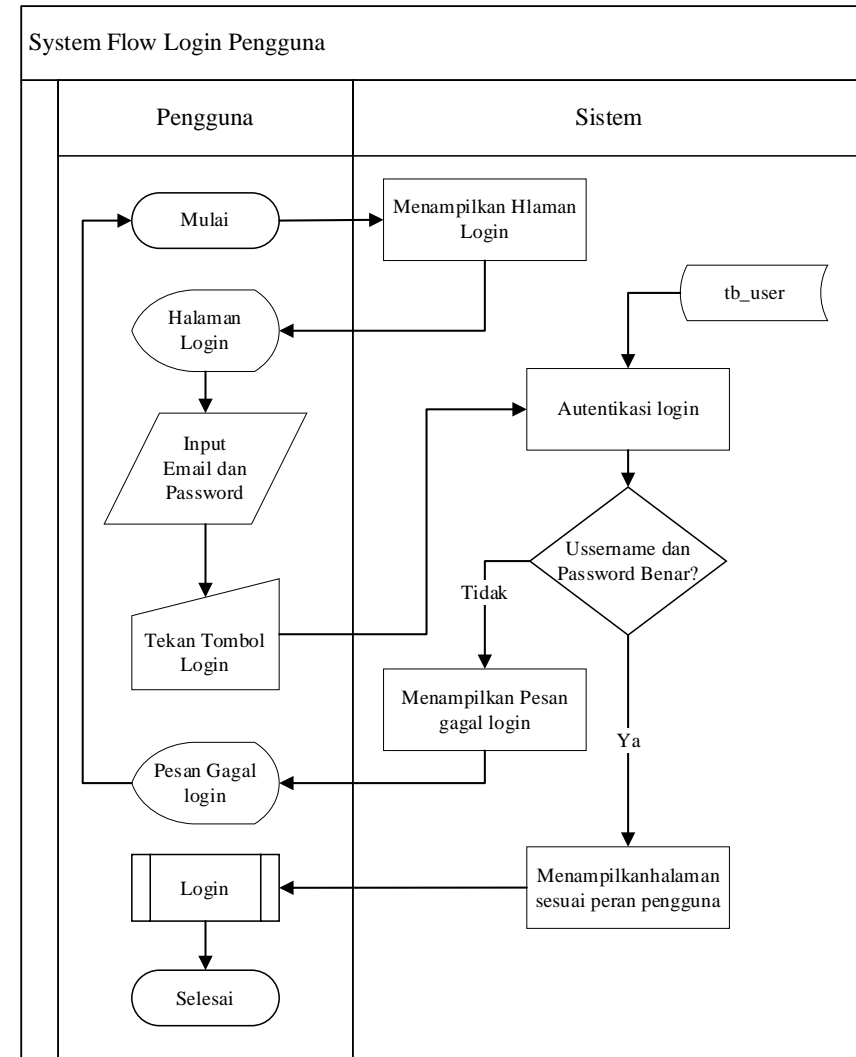 System Flow Login Pengguna
Pengguna
Sistem
Mulai
Menampilkan Hlaman
Login
tb_user
Halaman
Login
Autentikasi login
Input
Email dan
Password
Ussername dan
Password Benar?
Tidak
Tekan Tombol
Login
Menampilkan Pesan
gagal login
Ya
Pesan Gagal
login
Login
Menampilkanhalaman
sesuai peran pengguna
Selesai